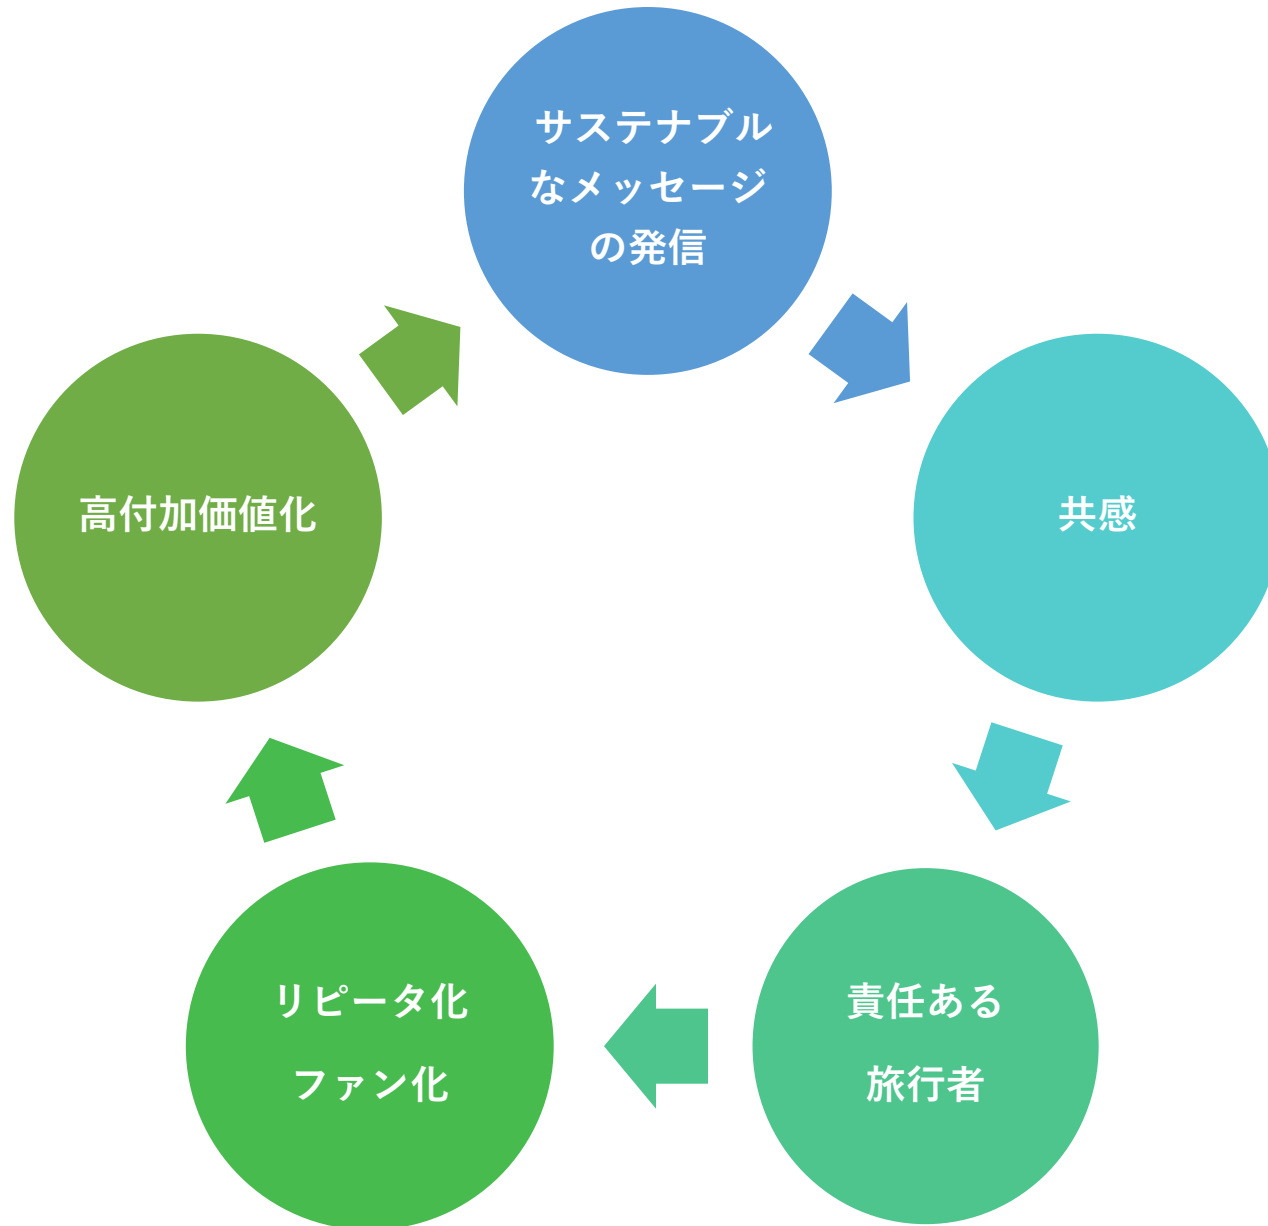 サステナブル
なメッセージ
の発信
共感
責任ある
旅行者
リピータ化
ファン化
高付加価値化